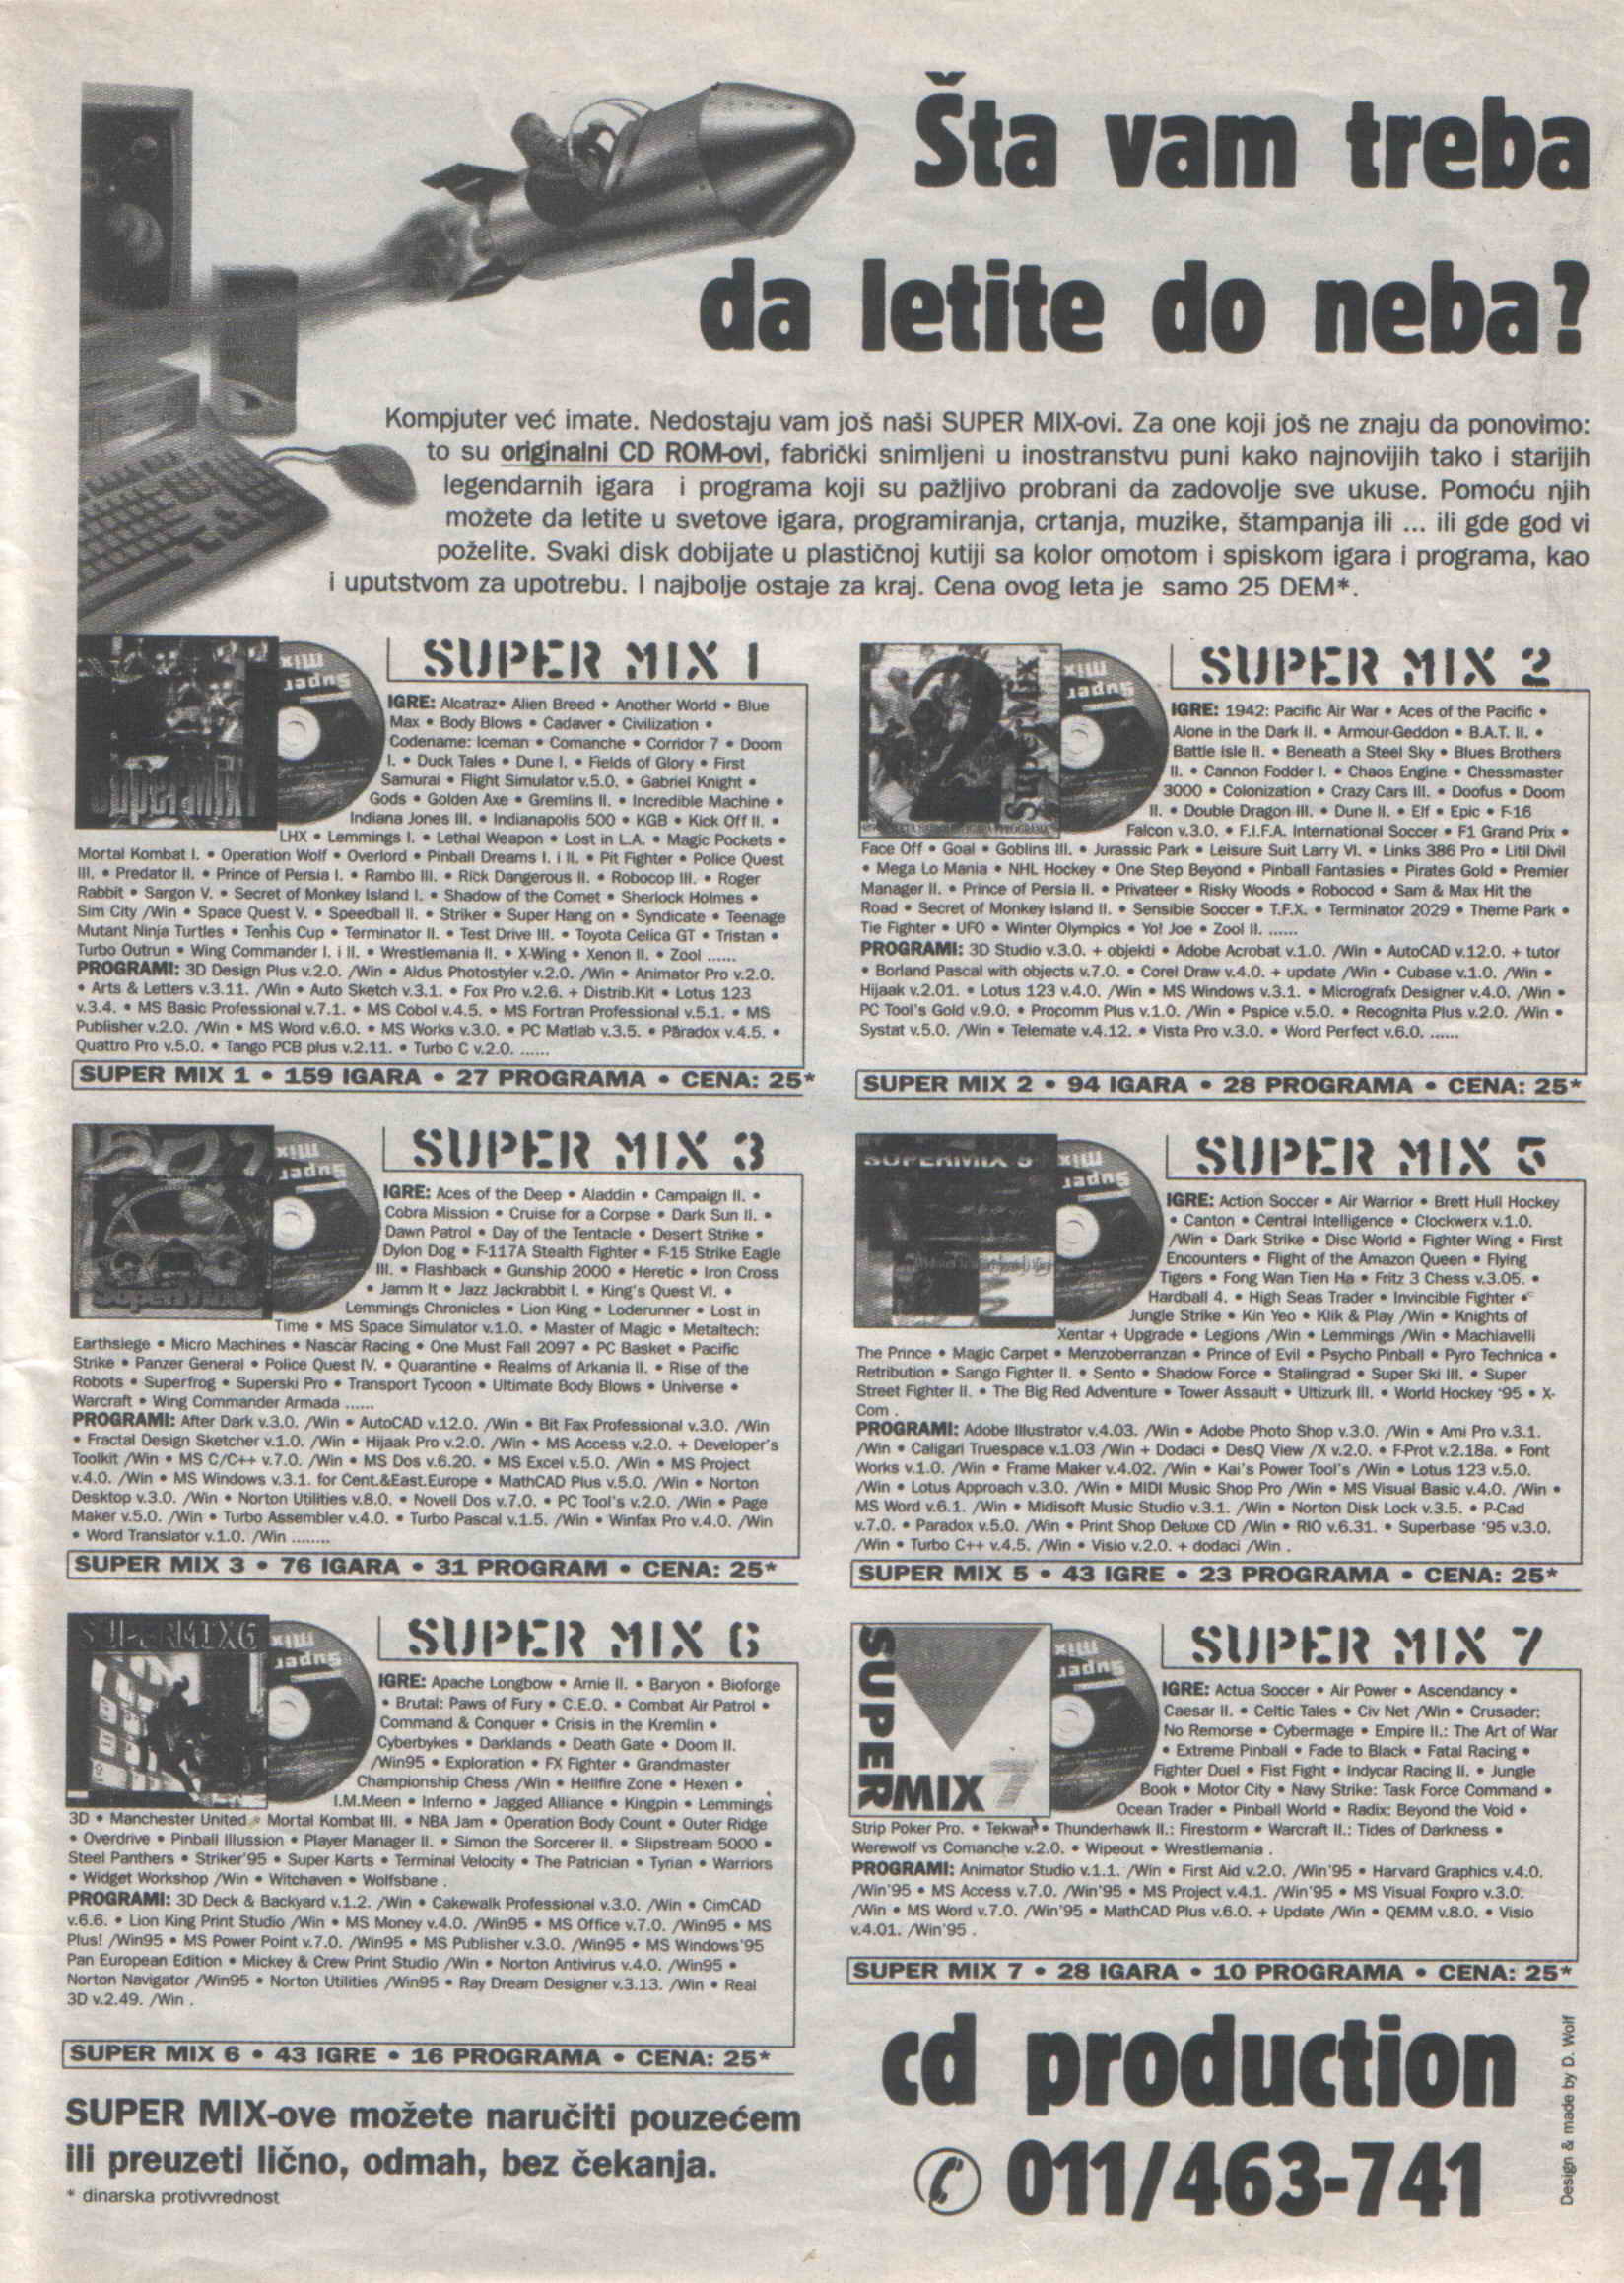 Šta vam treba
da letite do neba?
Kompjuter već imate. Nedostaju vam još naši SUPER MIX-ovi. Za one koji još ne znaju da ponovimo:
to su originalni CD ROM-ovi, fabrički snimljeni u inostranstvu puni kako najnovijih tako i starijih
legendarnih igara i programa koji su pažljivo probrani da zadovolje sve ukuse. Pomoću njih
možete da letite u svetove igara, programiranja, crtanja, muzike, štampanja ili ... ili gde god vi
poželite. Svaki disk dobijate u plastičnoj kutiji sa kolor omotom i spiskom igara i programa, kao
i uputstvom za upotrebu. I najbolje ostaje za kraj. Cena ovog leta je samo 25 DEM*.
SUPER MIX 1
IGRE: Alcatraz• Alien Breed • Another World • Blue
Max • Body Blows • Cadaver • Civilization •
Codename: Iceman • Comanche • Corridor 7 • Doom
I. • Duck Tales • Dune I. • Fields of Glory • First
Samurai • Flight Simulator v.5.0. • Gabriel Knight •
Gods • Golden Axe • Gremlins II. • Incredible Machine •
Indiana Jones III. • Indianapolis 500 • KGB • Kick Off II. •
LHX • Lemmings I. • Lethal Weapon • Lost in L.A. • Magic Pockets •
Mortal Kombat I. • Operation Wolf • Overlord • Pinball Dreams I. i II. • Pit Fighter • Police Quest
III. • Predator II. • Prince of Persia I. • Rambo III. • Rick Dangerous II. • Robocop III. • Roger
Rabbit • Sargon V. • Secret of Monkey Island I. • Shadow of the Comet • Sherlock Holmes •
Sim City /Win • Space Quest V. • Speedball II. • Striker • Super Hang on • Syndicate • Teenage
Mutant Ninja Turtles • Tennis Cup • Terminator II. • Test Drive III. • Toyota Celica GT • Tristan •
Turbo Outrun • Wing Commander I. i II. • Wrestlemania II. • X-Wing • Xenon II. • Zool ......
PROGRAMI: 3D Design Plus v.2.0. /Win • Aldus Photostyler v.2.0. /Win • Animator Pro v.2.0.
• Arts & Letters v.3.11. /Win • Auto Sketch v.3.1. • Fox Pro v.2.6. + Distrib.Kit • Lotus 123
v.3.4. • MS Basic Professional v.7.1. • MS Cobol v.4.5. • MS Fortran Professional v.5.1. • MS
Publisher v.2.0. /Win • MS Word v.6.0. • MS Works v.3.0. • PC Matlab v.3.5. • Paradox v.4.5. •
Quattro Pro v.5.0. • Tango PCB plus v.2.11. • Turbo C v.2.0. ......
SUPER MIX 1 • 159 IGARA • 27 PROGRAMA • CENA: 25*
SUPER MIX 2
IGRE: 1942: Pacific Air War • Aces of the Pacific •
Alone in the Dark II. • Armour-Geddon • B.A.T. II. •
Battle Isle II. • Beneath a Steel Sky • Blues Brothers
II. • Cannon Fodder I. • Chaos Engine • Chessmaster
3000 • Colonization • Crazy Cars III. • Doofus • Doom
II. • Double Dragon III. • Dune II. • Elf • Epic • F-16
Falcon v.3.0. • F.I.F.A. International Soccer • F1 Grand Prix •
Face Off • Goal • Goblins III. • Jurassic Park • Leisure Suit Larry VI. • Links 386 Pro • Litil Divil
• Mega Lo Mania • NHL Hockey • One Step Beyond • Pinball Fantasies • Pirates Gold • Premier
Manager II. • Prince of Persia II. • Privateer • Risky Woods • Robocod • Sam & Max Hit the
Road • Secret of Monkey Island II. • Sensible Soccer • T.F.X. • Terminator 2029 • Theme Park •
Tie Fighter • UFO • Winter Olympics • Yo! Joe • Zool II. ......
PROGRAMI: 3D Studio v.3.0. + objekti • Adobe Acrobat v.1.0. /Win • AutoCAD v.12.0. + tutor
• Borland Pascal with objects v.7.0. • Corel Draw v.4.0. + update /Win • Cubase v.1.0. /Win •
Hijaak v.2.01. • Lotus 123 v.4.0. /Win • MS Windows v.3.1. • Micrografx Designer v.4.0. /Win •
PC Tool's Gold v.9.0. • Procomm Plus v.1.0. /Win • Pspice v.5.0. • Recognita Plus v.2.0. /Win •
Systat v.5.0. /Win • Telemate v.4.12. • Vista Pro v.3.0. • Word Perfect v.6.0. ......
SUPER MIX 2 • 94 IGARA • 28 PROGRAMA • CENA: 25*
SUPER MIX 3
IGRE: Aces of the Deep • Aladdin • Campaign II. •
Cobra Mission • Cruise for a Corpse • Dark Sun II. •
Dawn Patrol • Day of the Tentacle • Desert Strike •
Dylon Dog • F-117A Stealth Fighter • F-15 Strike Eagle
III. • Flashback • Gunship 2000 • Heretic • Iron Cross
• Jamm It • Jazz Jackrabbit I. • King's Quest VI. •
Lemmings Chronicles • Lion King • Loderunner • Lost in
Time • MS Space Simulator v.1.0. • Master of Magic • Metaltech:
Earthsiege • Micro Machines • Nascar Racing • One Must Fall 2097 • PC Basket • Pacific
Strike • Panzer General • Police Quest IV. • Quarantine • Realms of Arkania II. • Rise of the
Robots • Superfrog • Superski Pro • Transport Tycoon • Ultimate Body Blows • Universe •
Warcraft • Wing Commander Armada ......
PROGRAMI: After Dark v.3.0. /Win • AutoCAD v.12.0. /Win • Bit Fax Professional v.3.0. /Win
• Fractal Design Sketcher v.1.0. /Win • Hijaak Pro v.2.0. /Win • MS Access v.2.0. + Developer's
Toolkit /Win • MS C/C++ v.7.0. /Win • MS Dos v.6.20. • MS Excel v.5.0. /Win • MS Project
v.4.0. /Win • MS Windows v.3.1. for Cent.&East.Europe • MathCAD Plus v.5.0. /Win • Norton
Desktop v.3.0. /Win • Norton Utilities v.8.0. • Novell Dos v.7.0. • PC Tool's v.2.0. /Win • Page
Maker v.5.0. /Win • Turbo Assembler v.4.0. • Turbo Pascal v.1.5. /Win • Winfax Pro v.4.0. /Win
• Word Translator v.1.0. /Win ........
SUPER MIX 3 • 76 IGARA • 31 PROGRAM • CENA: 25*
SUPER MIX 5
IGRE: Action Soccer • Air Warrior • Brett Hull Hockey
• Canton • Central Intelligence • Clockwerx v.1.0.
/Win • Dark Strike • Disc World • Fighter Wing • First
Encounters • Flight of the Amazon Queen • Flying
Tigers • Fong Wan Tien Ha • Fritz 3 Chess v.3.05. •
Hardball 4. • High Seas Trader • Invincible Fighter •
Jungle Strike • Kin Yeo • Klik & Play /Win • Knights of
Xentar + Upgrade • Legions /Win • Lemmings /Win • Machiavelli
The Prince • Magic Carpet • Menzoberranzan • Prince of Evil • Psycho Pinball • Pyro Technica •
Retribution • Sango Fighter II. • Sento • Shadow Force • Stalingrad • Super Ski III. • Super
Street Fighter II. • The Big Red Adventure • Tower Assault • Ultizurk III. • World Hockey '95 • X-
Com .
PROGRAMI: Adobe Illustrator v.4.03. /Win • Adobe Photo Shop v.3.0. /Win • Ami Pro v.3.1.
/Win • Caligari Truespace v.1.03 /Win + Dodaci • DesQ View /X v.2.0. • F-Prot v.2.18a. • Font
Works v.1.0. /Win • Frame Maker v.4.02. /Win • Kai's Power Tool's /Win • Lotus 123 v.5.0.
/Win • Lotus Approach v.3.0. /Win • MIDI Music Shop Pro /Win • MS Visual Basic v.4.0. /Win •
MS Word v.6.1. /Win • Midisoft Music Studio v.3.1. /Win • Norton Disk Lock v.3.5. • P-Cad
v.7.0. • Paradox v.5.0. /Win • Print Shop Deluxe CD /Win • RIO v.6.31. • Superbase '95 v.3.0.
/Win • Turbo C++ v.4.5. /Win • Visio v.2.0. + dodaci /Win .
SUPER MIX 5 • 43 IGRE • 23 PROGRAMA • CENA: 25*
SUPER MIX 6
IGRE: Apache Longbow • Arnie II. • Baryon • Bioforge
• Brutal: Paws of Fury • C.E.O. • Combat Air Patrol •
Command & Conquer • Crisis in the Kremlin •
Cyberbykes • Darklands • Death Gate • Doom II.
/Win95 • Exploration • FX Fighter • Grandmaster
Championship Chess /Win • Hellfire Zone • Hexen •
I.M.Meen • Inferno • Jagged Alliance • Kingpin • Lemmings
3D • Manchester United • Mortal Kombat III. • NBA Jam • Operation Body Count • Outer Ridge
• Overdrive • Pinball Illussion • Player Manager II. • Simon the Sorcerer II. • Slipstream 5000 •
Steel Panthers • Striker'95 • Super Karts • Terminal Velocity • The Patrician • Tyrian • Warriors
• Widget Workshop /Win • Witchaven • Wolfsbane .
PROGRAMI: 3D Deck & Backyard v.1.2. /Win • Cakewalk Professional v.3.0. /Win • CimCAD
v.6.6. • Lion King Print Studio /Win • MS Money v.4.0. /Win95 • MS Office v.7.0. /Win95 • MS
Plus! /Win95 • MS Power Point v.7.0. /Win95 • MS Publisher v.3.0. /Win95 • MS Windows'95
Pan European Edition • Mickey & Crew Print Studio /Win • Norton Antivirus v.4.0. /Win95 •
Norton Navigator /Win95 • Norton Utilities /Win95 • Ray Dream Designer v.3.13. /Win • Real
3D v.2.49. /Win .
SUPER MIX 6 • 43 IGRE • 16 PROGRAMA • CENA: 25*
SUPER MIX 7
IGRE: Actua Soccer • Air Power • Ascendancy •
Caesar II. • Celtic Tales • Civ Net /Win • Crusader:
No Remorse • Cybermage • Empire II.: The Art of War
• Extreme Pinball • Fade to Black • Fatal Racing •
Fighter Duel • Fist Fight • Indycar Racing II. • Jungle
Book • Motor City • Navy Strike: Task Force Command •
Ocean Trader • Pinball World • Radix: Beyond the Void •
Strip Poker Pro. • Tekwar • Thunderhawk II.: Firestorm • Warcraft II.: Tides of Darkness •
Werewolf vs Comanche v.2.0. • Wipeout • Wrestlemania .
PROGRAMI: Animator Studio v.1.1. /Win • First Aid v.2.0. /Win'95 • Harvard Graphics v.4.0.
/Win'95 • MS Access v.7.0. /Win'95 • MS Project v.4.1. /Win'95 • MS Visual Foxpro v.3.0.
/Win • MS Word v.7.0. /Win'95 • MathCAD Plus v.6.0. + Update /Win • QEMM v.8.0. • Visio
v.4.01. /Win'95 .
SUPER MIX 7 • 28 IGARA • 10 PROGRAMA • CENA: 25*
SUPER MIX-ove možete naručiti pouzećem
ili preuzeti lično, odmah, bez čekanja.
* dinarska protivvrednost
cd production
011/463-741
Design & made by D. Wolf